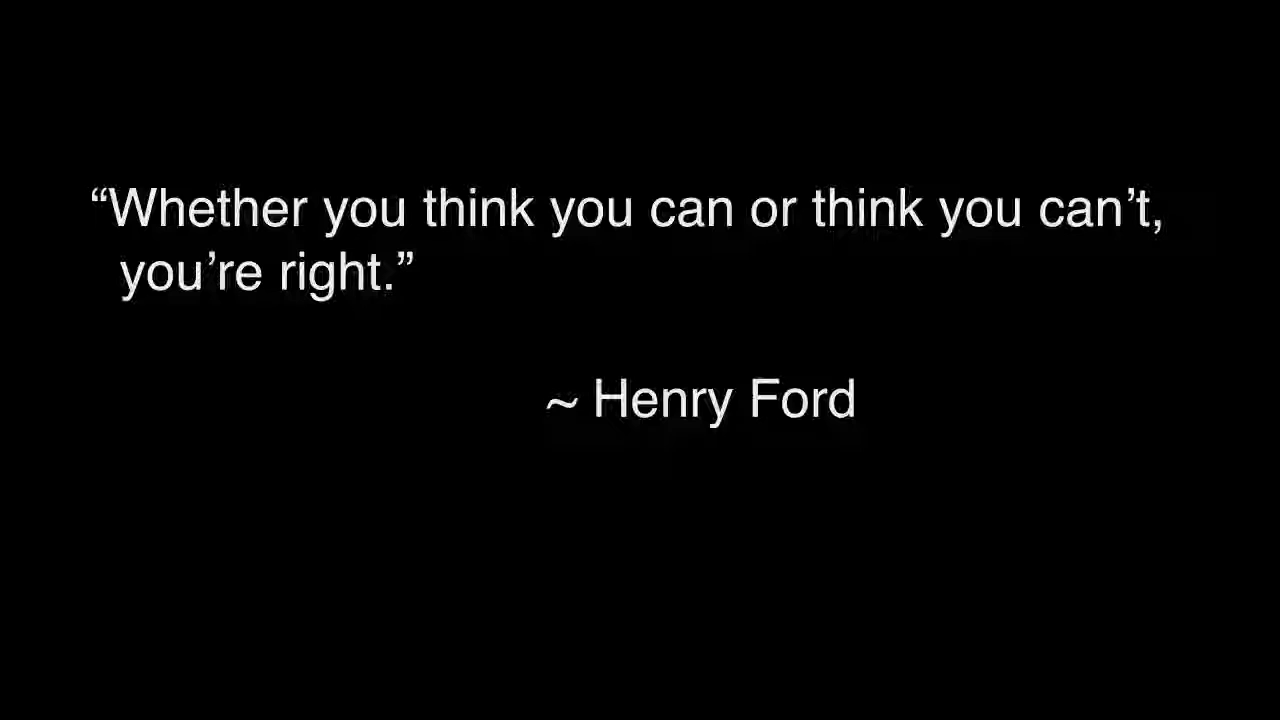 “Whether you think you can or think you can’t,
you’re right.”
~ Henry Ford